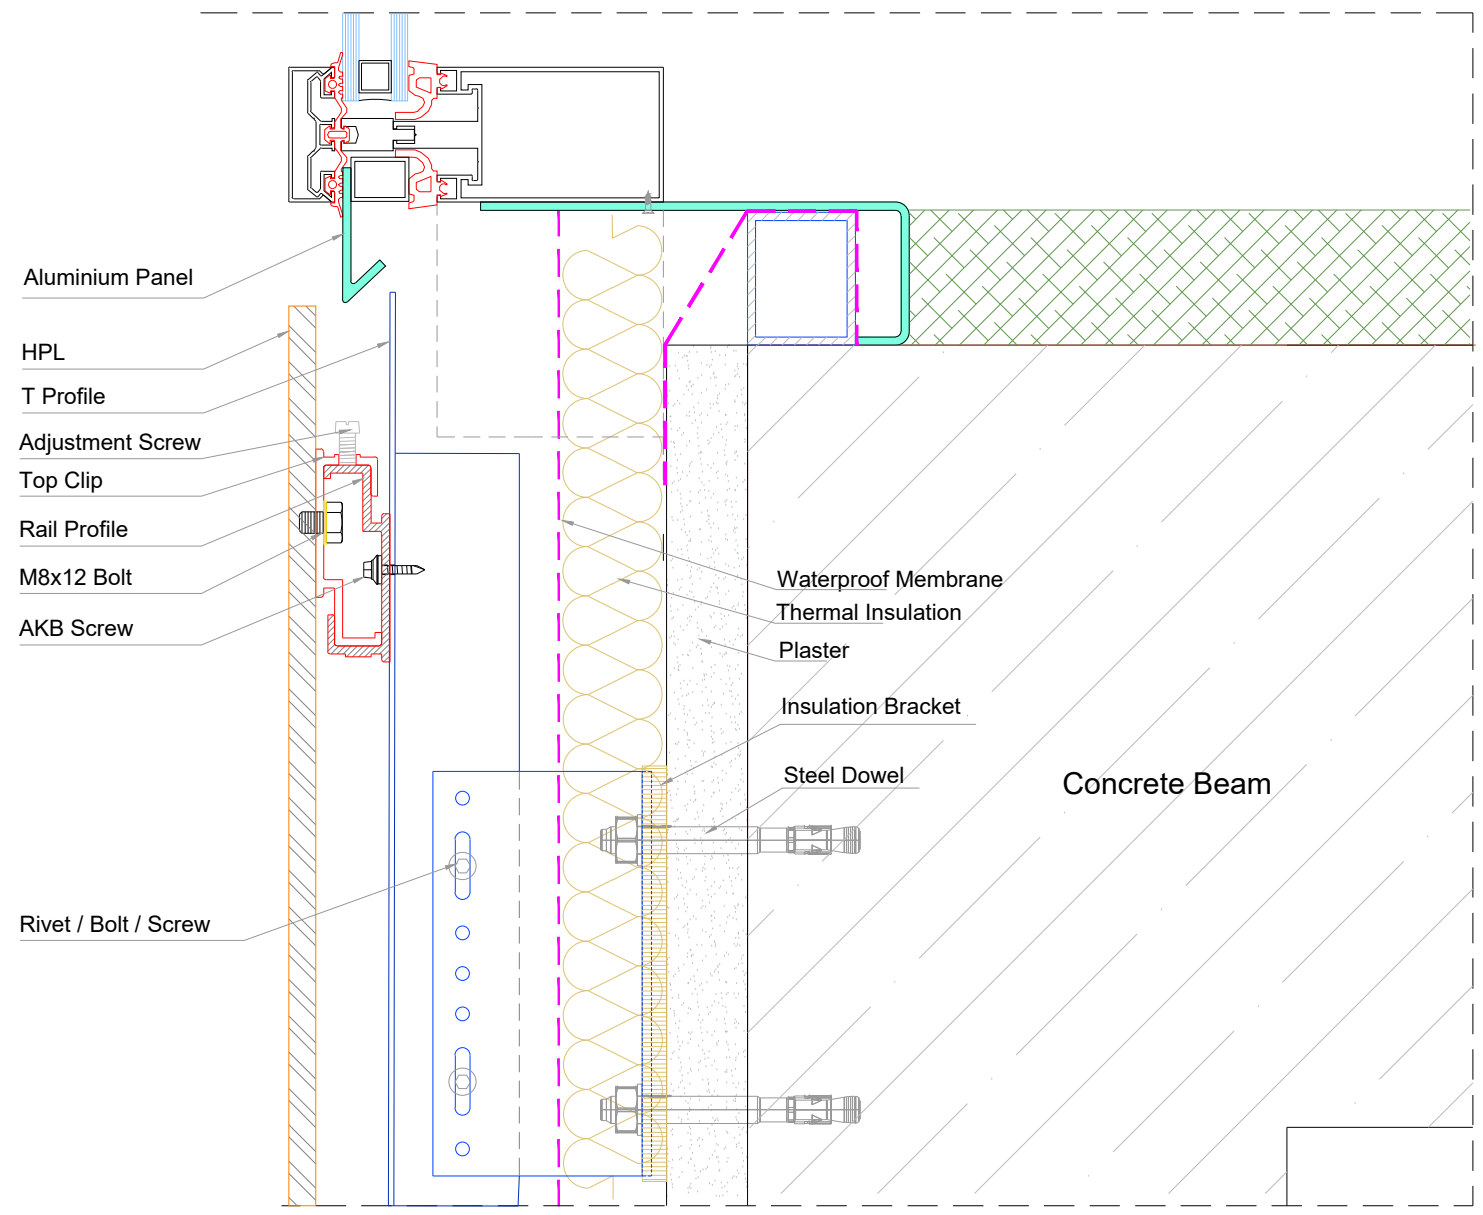 Aluminium Panel
HPL
T Profile
Adjustment Screw
Top Clip
Rail Profile
M8x12 Bolt
AKB Screw
Rivet / Bolt / Screw
Waterproof Membrane
Thermal Insulation
Plaster
Insulation Bracket
Steel Dowel
Concrete Beam